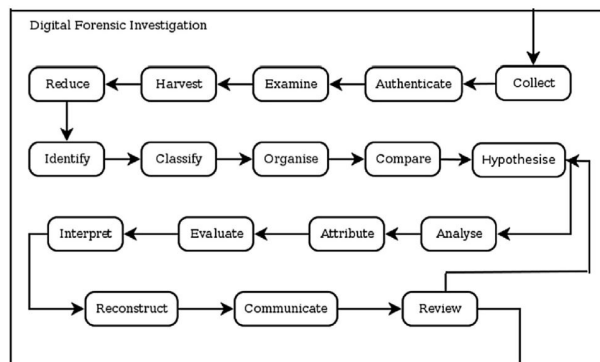 Digital Forensic Investigation
Reduce
Harvest
Examine
Authenticate
Collect
Identify
Classify
Organise
Compare
Hypothesise
Interpret
Evaluate
Attribute
Analyse
Reconstruct
Communicate
Review